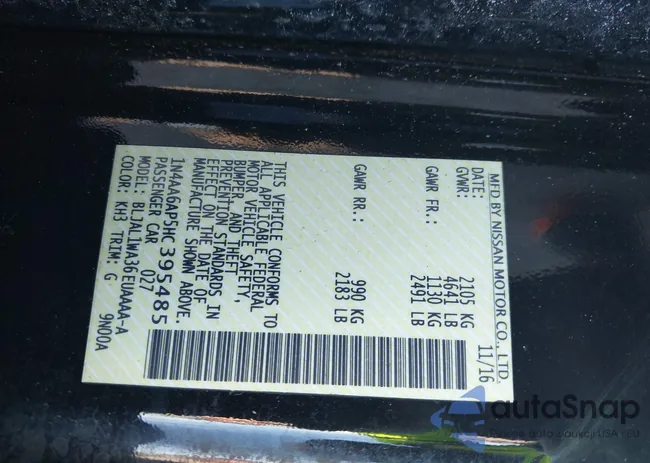 MFD BY NISSAN MOTOR CO., LTD.
DATE: 11/16
GVWR: 2105 KG
4641 LB
GAWR FR.: 1130 KG
2491 LB
GAWR RR.: 990 KG
2183 LB
THIS VEHICLE CONFORMS TO
ALL APPLICABLE FEDERAL
MOTOR VEHICLE SAFETY,
BUMPER AND THEFT
PREVENTION STANDARDS IN
EFFECT ON THE DATE OF
MANUFACTURE SHOWN ABOVE.
1N4AA6AP5HC395485
PASSENGER CAR 027
MODEL: BLJALIWA36EUAAAA-A
COLOR: KH3 TRIM: G 9N00A
autaSnap